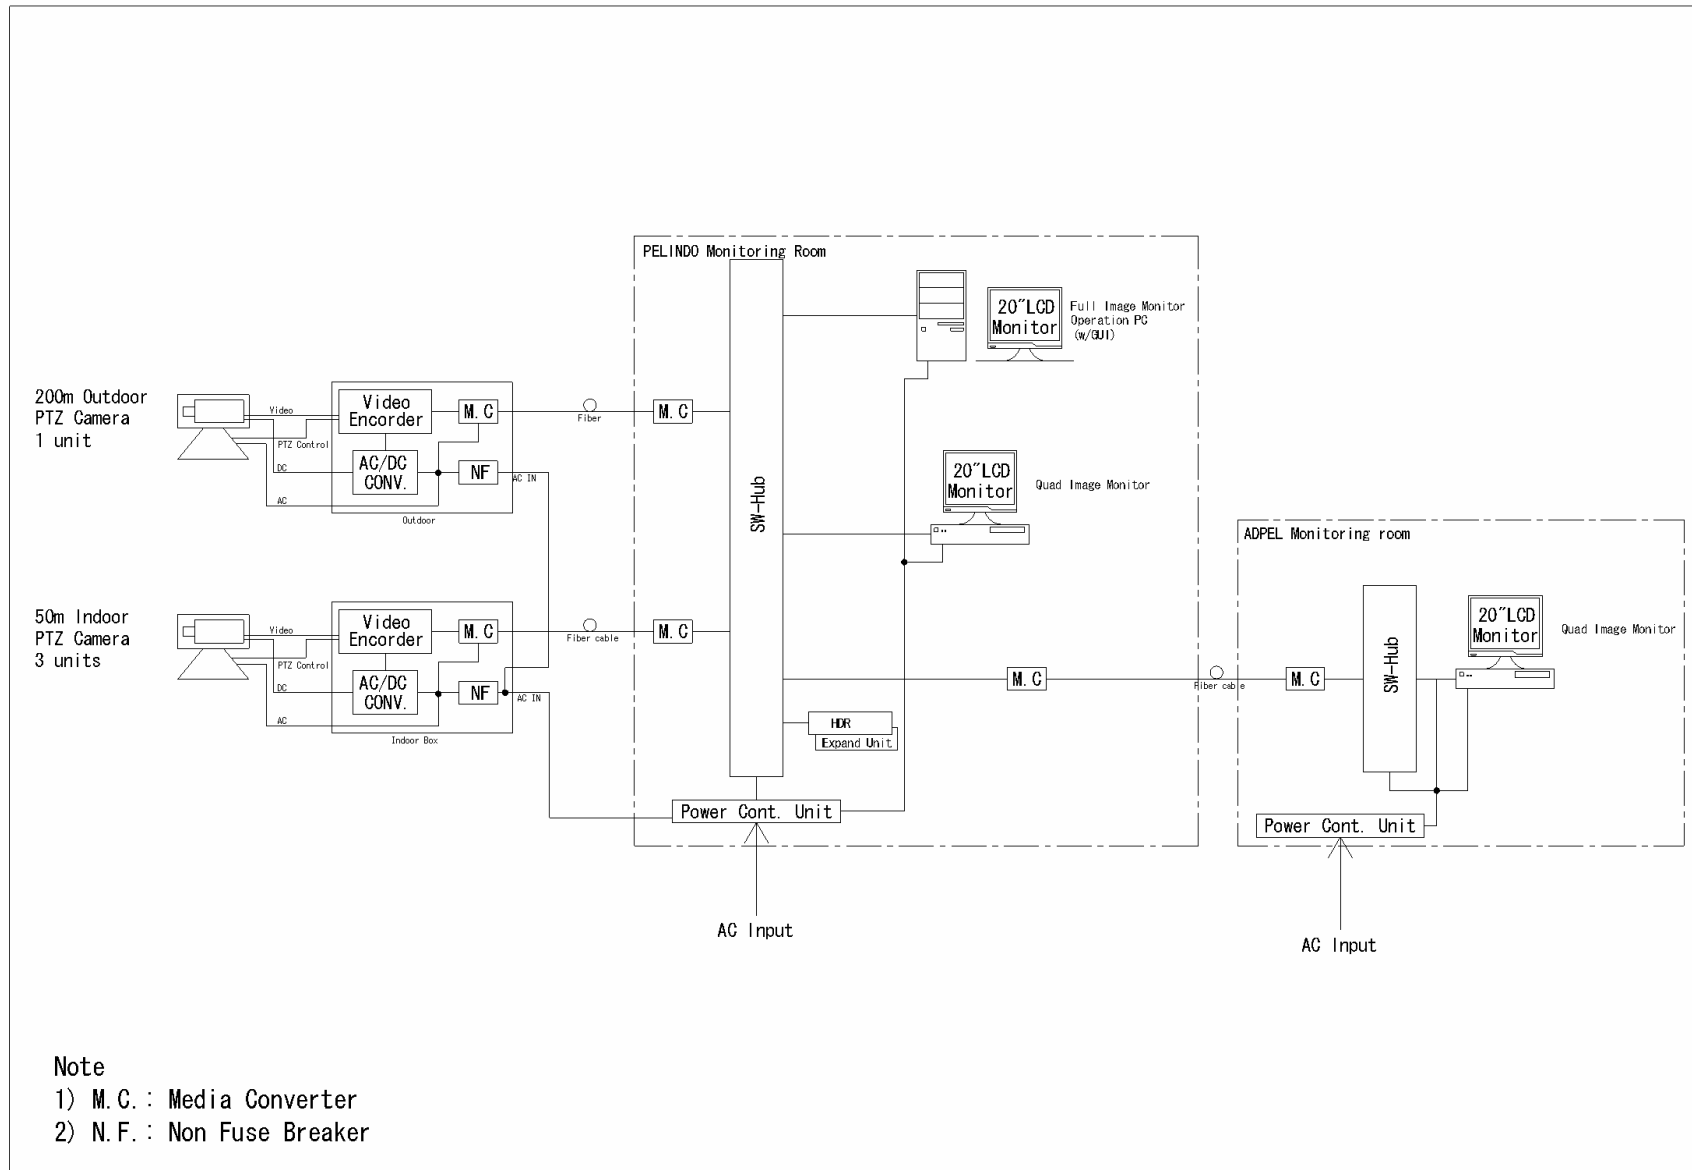 PELINDO Monitoring Room
20"LCD
Monitor
Full Image Monitor
Operation PC
(w/GUI)
200m Outdoor
PTZ Camera
1 unit
Video
PTZ Control
DC
AC
Video
Encorder
M.C
AC/DC
CONV.
NF
AC IN
Outdoor
Fiber
M.C
SW-Hub
20"LCD
Monitor
Quad Image Monitor
50m Indoor
PTZ Camera
3 units
Video
PTZ Control
DC
AC
Video
Encorder
M.C
AC/DC
CONV.
NF
AC IN
Indoor Box
Fiber cable
M.C
M.C
Fiber cable
HDR
Expand Unit
Power Cont. Unit
AC Input
ADPEL Monitoring room
M.C
SW-Hub
20"LCD
Monitor
Quad Image Monitor
Power Cont. Unit
AC Input
Note
1) M.C.: Media Converter
2) N.F.: Non Fuse Breaker